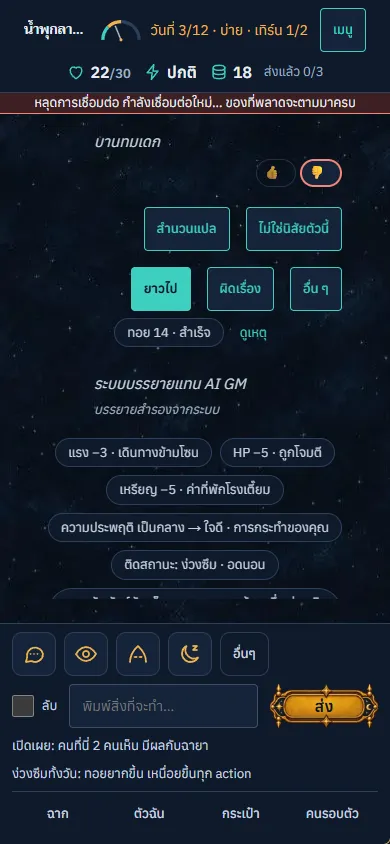 น้ำพุกลา...
วันที่ 3/12 · บ่าย · เทิร์น 1/2
เมนู
22/30
ปกติ
18
ส่งแล้ว 0/3
หลุดการเชื่อมต่อ กำลังเชื่อมต่อใหม่... ของที่พลาดจะตามมาครบ
สำนวนแปล
ไม่ใช่นิสัยตัวนี้
ยาวไป
ผิดเรื่อง
อื่น ๆ
ทอย 14 · สำเร็จ
ดูเหตุ
ระบบบรรยายแทน AI GM
บรรยายสำรองจากระบบ
แรง −3 · เดินทางข้ามโซน
HP −5 · ถูกโจมตี
เหรียญ −5 · ค่าที่พักโรงเตี๊ยม
ความประพฤติ เป็นกลาง → ใจดี · การกระทำของคุณ
ติดสถานะ: ง่วงซึม · อดนอน
อื่นๆ
ลับ
พิมพ์สิ่งที่จะทำ...
ส่ง
เปิดเผย: คนที่นี่ 2 คนเห็น มีผลกับฉายา
ง่วงซึมทั้งวัน: ทอยยากขึ้น เหนื่อยขึ้นทุก action
ฉาก
ตัวฉัน
กระเป๋า
คนรอบตัว